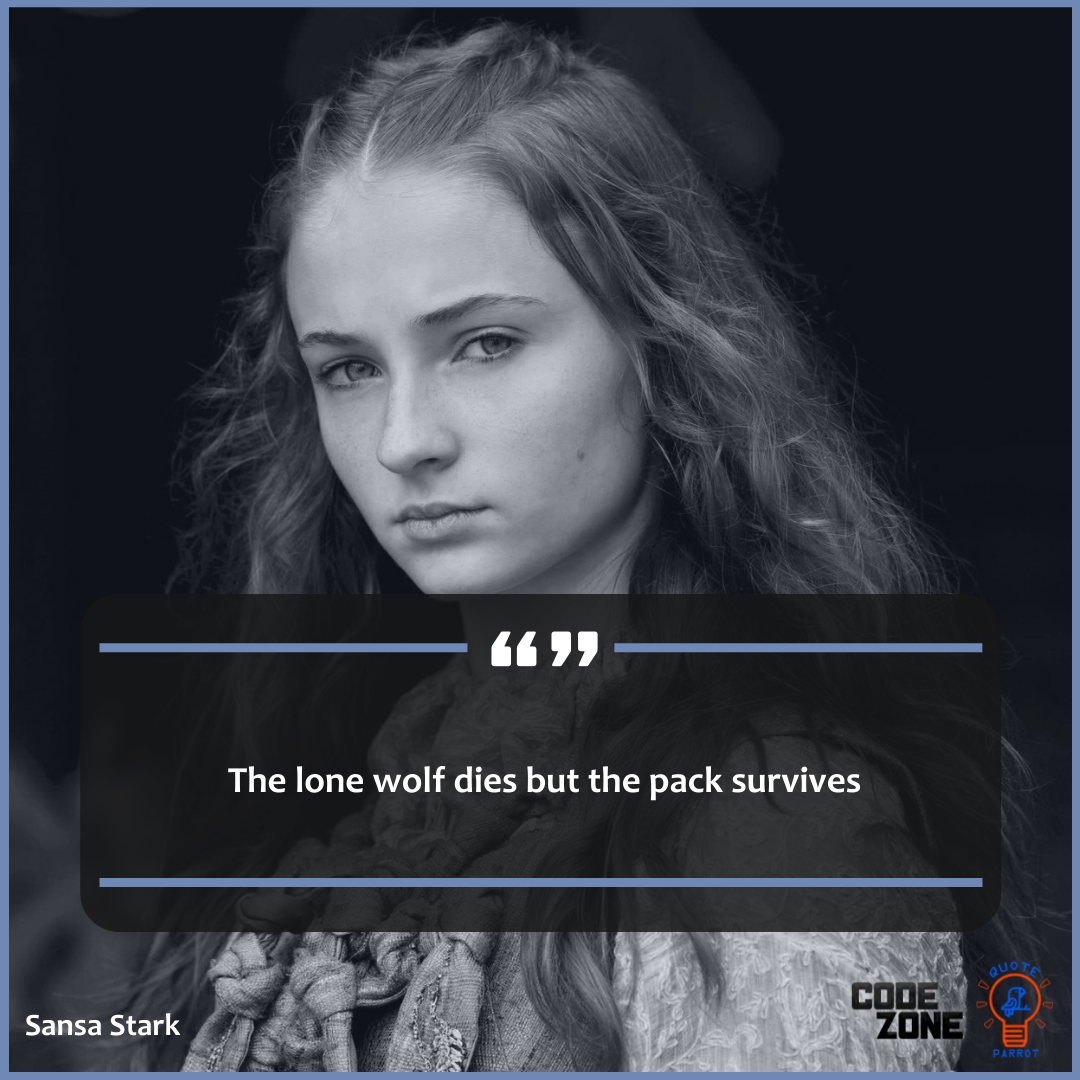 “ ”
The lone wolf dies but the pack survives
Sansa Stark
CODE
ZONE
QUOTE
PARROT